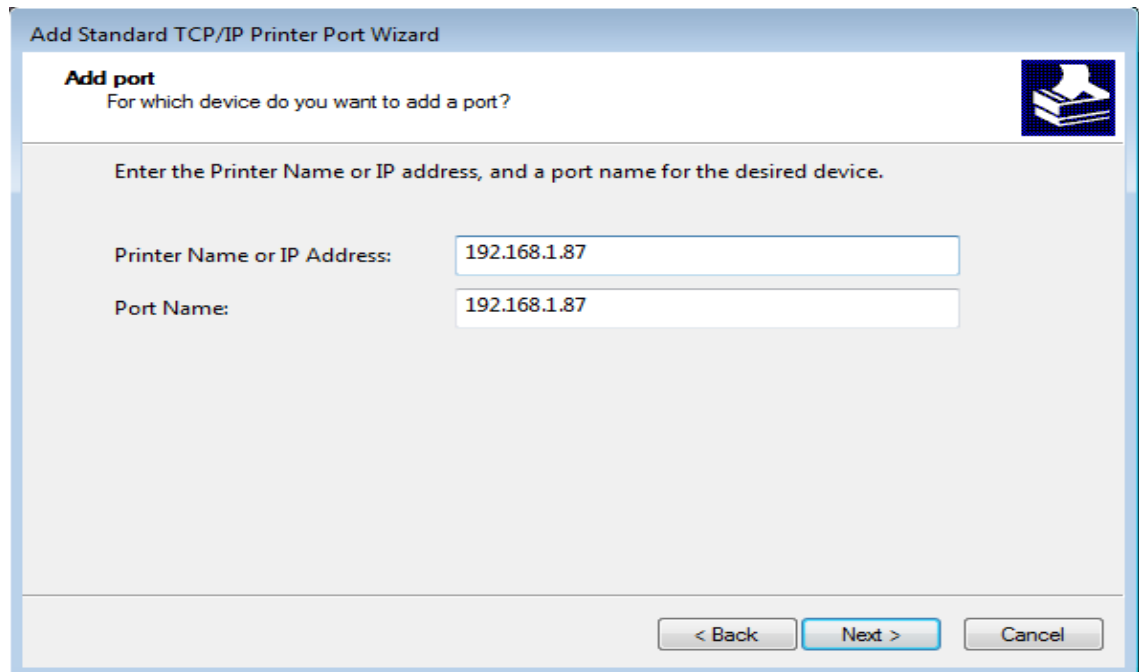 Add Standard TCP/IP Printer Port Wizard
Add port
For which device do you want to add a port?
Enter the Printer Name or IP address, and a port name for the desired device.
Printer Name or IP Address: 192.168.1.87
Port Name: 192.168.1.87
< Back Next > Cancel